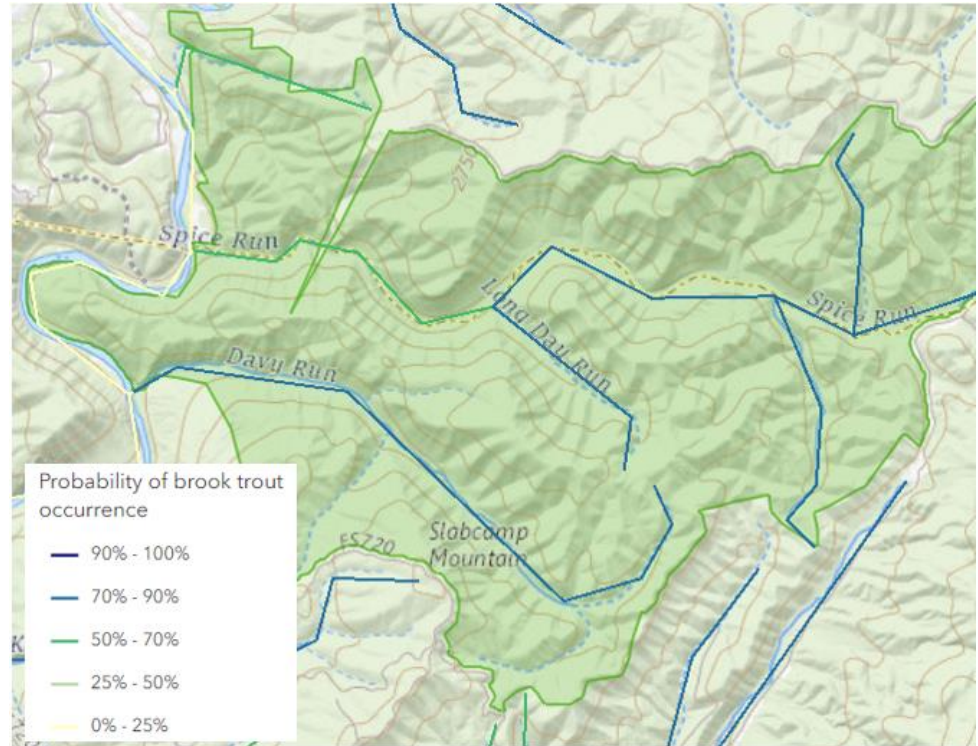 2750
Spice Run
Long Day Run
Spice Run
Davy Run
Slabcamp
Mountain
FS720
K
Probability of brook trout
occurrence
90% - 100%
70% - 90%
50% - 70%
25% - 50%
0% - 25%